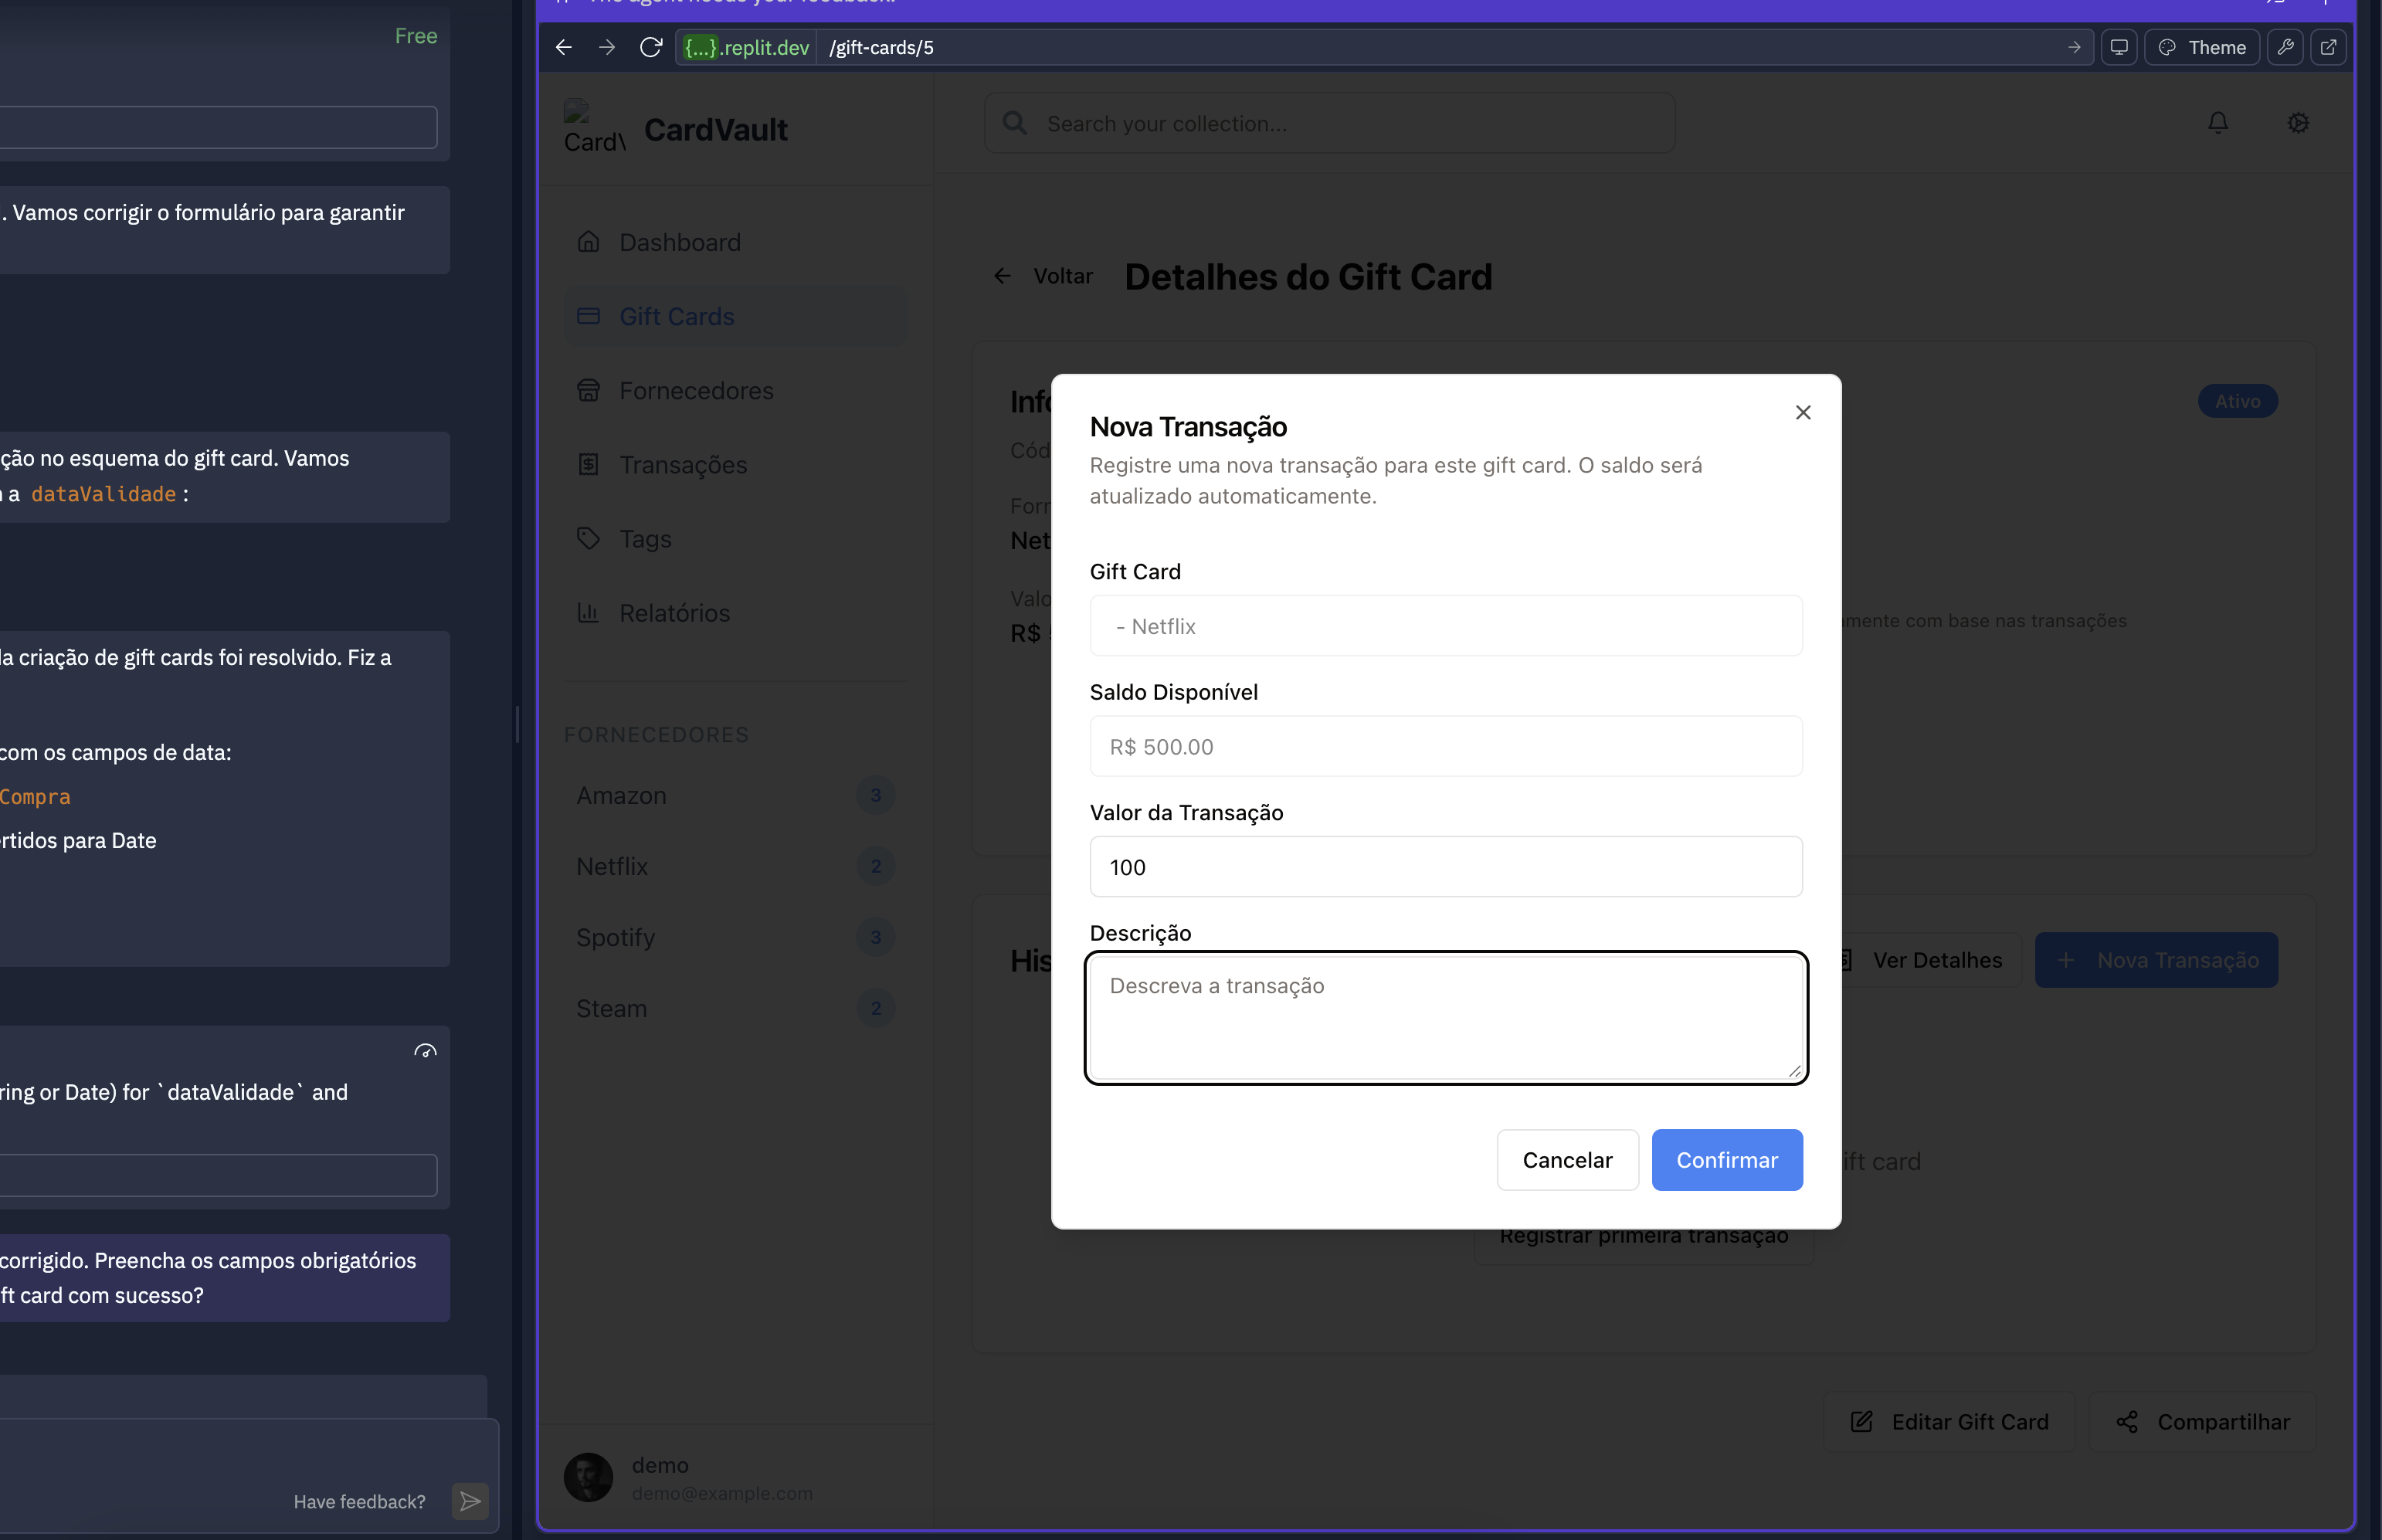 Free
. Vamos corrigir o formulário para garantir
ção no esquema do gift card. Vamos
a dataValidade :
la criação de gift cards foi resolvido. Fiz a
com os campos de data:
Compra
rtidos para Date
ring or Date) for `dataValidade` and
corrigido. Preencha os campos obrigatórios
ft card com sucesso?
Have feedback?
The agent needs your feedback.
{...}.replit.dev /gift-cards/5
Theme
Card\
CardVault
Search your collection...
Dashboard
Gift Cards
Fornecedores
Transações
Tags
Relatórios
FORNECEDORES
Amazon 3
Netflix 2
Spotify 3
Steam 2
demo
demo@example.com
Voltar
Detalhes do Gift Card
Info
Ativo
Cód
Forn
Net
Valo
R$
mente com base nas transações
His
Ver Detalhes
+ Nova Transação
ift card
Registrar primeira transação
Editar Gift Card
Compartilhar
Nova Transação
Registre uma nova transação para este gift card. O saldo será
atualizado automaticamente.
Gift Card
- Netflix
Saldo Disponível
R$ 500.00
Valor da Transação
100
Descrição
Descreva a transação
Cancelar
Confirmar